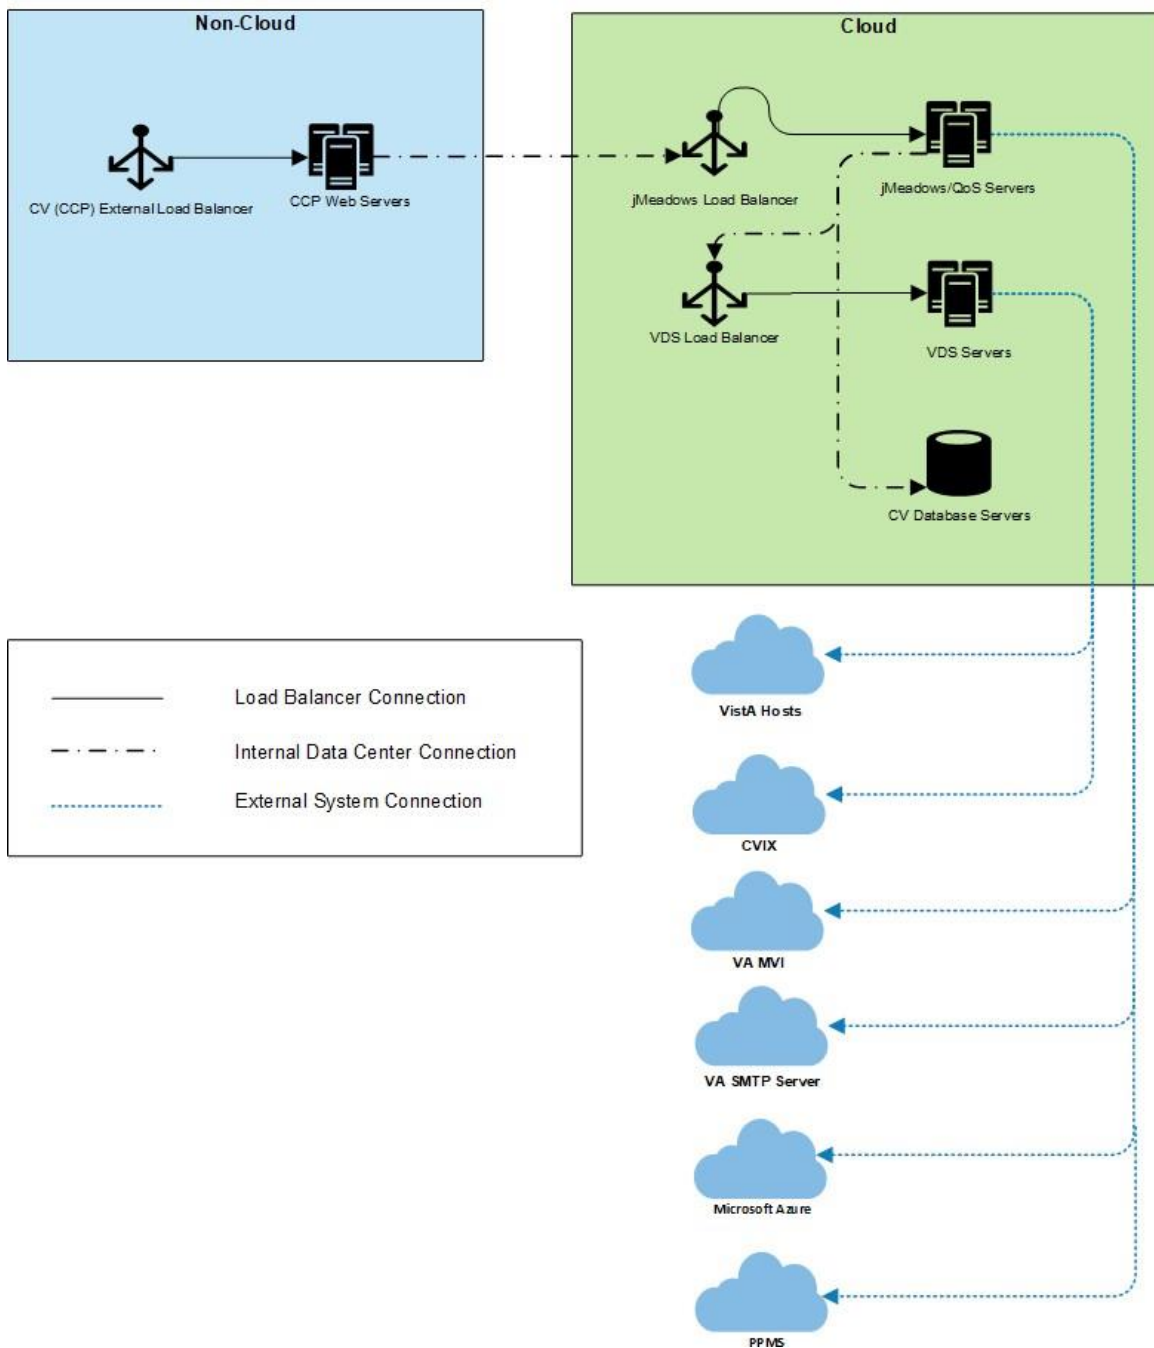 Non-Cloud
Cloud
CV (CCP) External Load Balancer
CCP Web Servers
jMeadows Load Balancer
jMeadows/QoS Servers
VDS Load Balancer
VDS Servers
CV Database Servers
Load Balancer Connection
Internal Data Center Connection
External System Connection
VistA Hosts
CVIX
VA MVI
VA SMTP Server
Microsoft Azure
PPMS